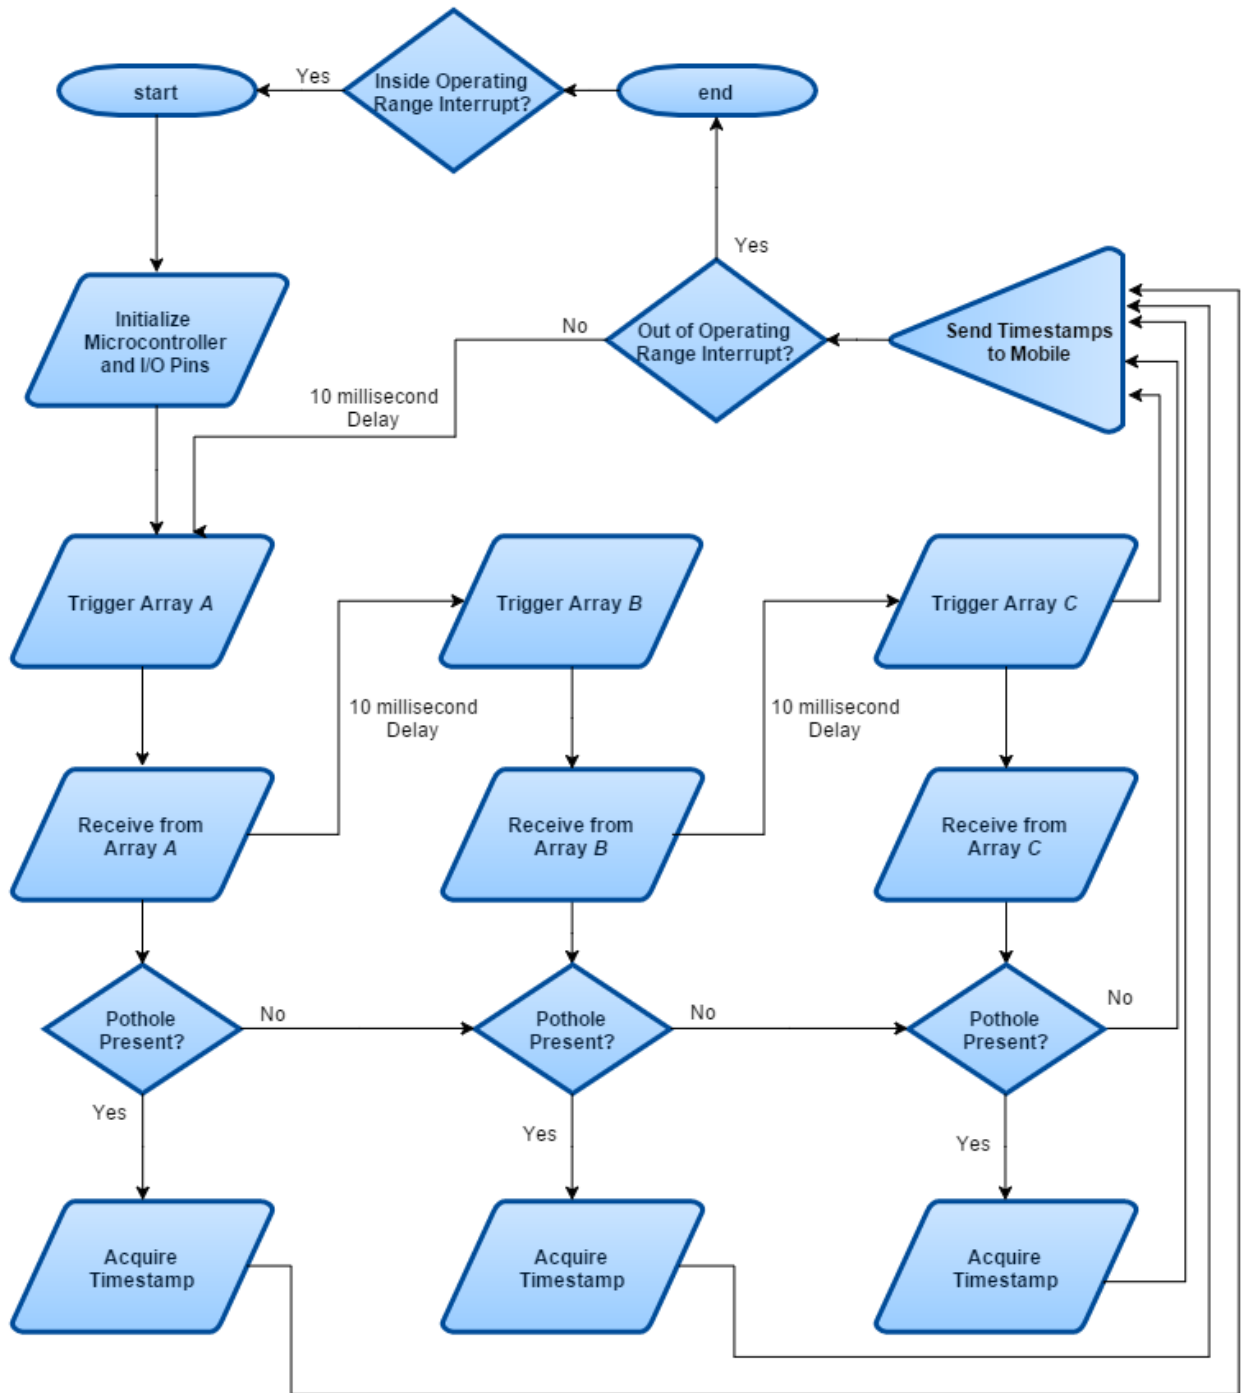 start
Yes
Inside Operating
Range Interrupt?
end
Yes
Initialize
Microcontroller
and I/O Pins
No
Out of Operating
Range Interrupt?
Send Timestamps
to Mobile
10 millisecond
Delay
Trigger Array A
Trigger Array B
Trigger Array C
10 millisecond
Delay
10 millisecond
Delay
Receive from
Array A
Receive from
Array B
Receive from
Array C
Pothole
Present?
No
Pothole
Present?
No
Pothole
Present?
No
Yes
Yes
Yes
Acquire
Timestamp
Acquire
Timestamp
Acquire
Timestamp